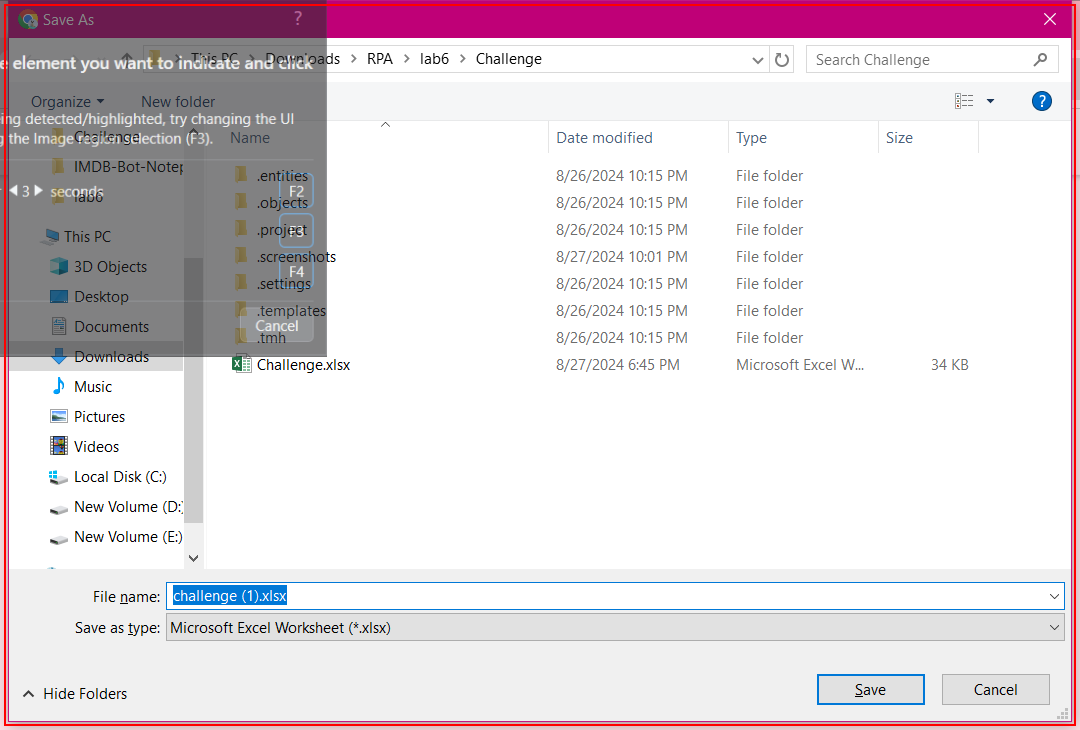 Save As
?
This PC > Downloads > RPA > lab6 > Challenge
Search Challenge
e element you want to indicate and click
Organize
New folder
?
ing detected/highlighted, try changing the UI
g the Image region selection (F3).
3 seconds
F2
F3
F4
Cancel
Challenge
IMDB-Bot-Notep
lab6
This PC
3D Objects
Desktop
Documents
Downloads
Music
Pictures
Videos
Local Disk (C:)
New Volume (D:)
New Volume (E:)
Name Date modified Type Size
.entities 8/26/2024 10:15 PM File folder
.objects 8/26/2024 10:15 PM File folder
.project 8/26/2024 10:15 PM File folder
.screenshots 8/27/2024 10:01 PM File folder
.settings 8/26/2024 10:15 PM File folder
.templates 8/26/2024 10:15 PM File folder
.tmh 8/26/2024 10:15 PM File folder
Challenge.xlsx 8/27/2024 6:45 PM Microsoft Excel W... 34 KB
File name: challenge (1).xlsx
Save as type: Microsoft Excel Worksheet (*.xlsx)
Hide Folders
Save
Cancel